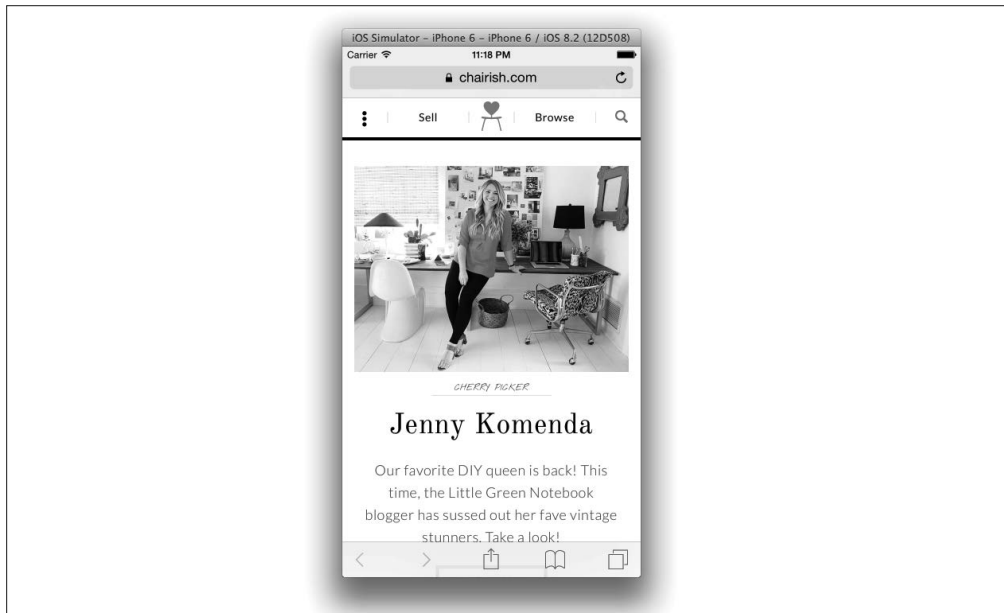 iOS Simulator – iPhone 6 – iPhone 6 / iOS 8.2 (12D508)
Carrier 11:18 PM
chairish.com
Sell Browse
CHERRY PICKER
Jenny Komenda
Our favorite DIY queen is back! This
time, the Little Green Notebook
blogger has sussed out her fave vintage
stunners. Take a look!